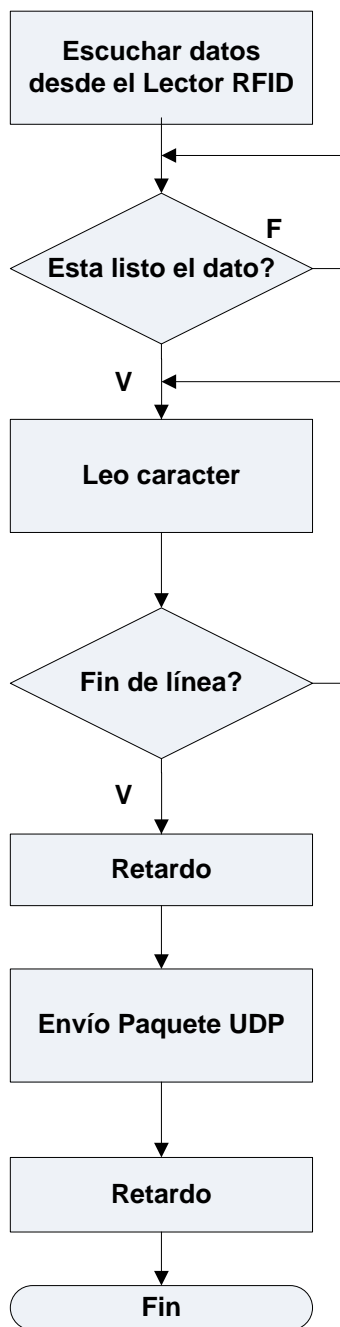 Escuchar datos
desde el Lector RFID
F
Esta listo el dato?
V
Leo caracter
Fin de línea?
V
Retardo
Envío Paquete UDP
Retardo
Fin